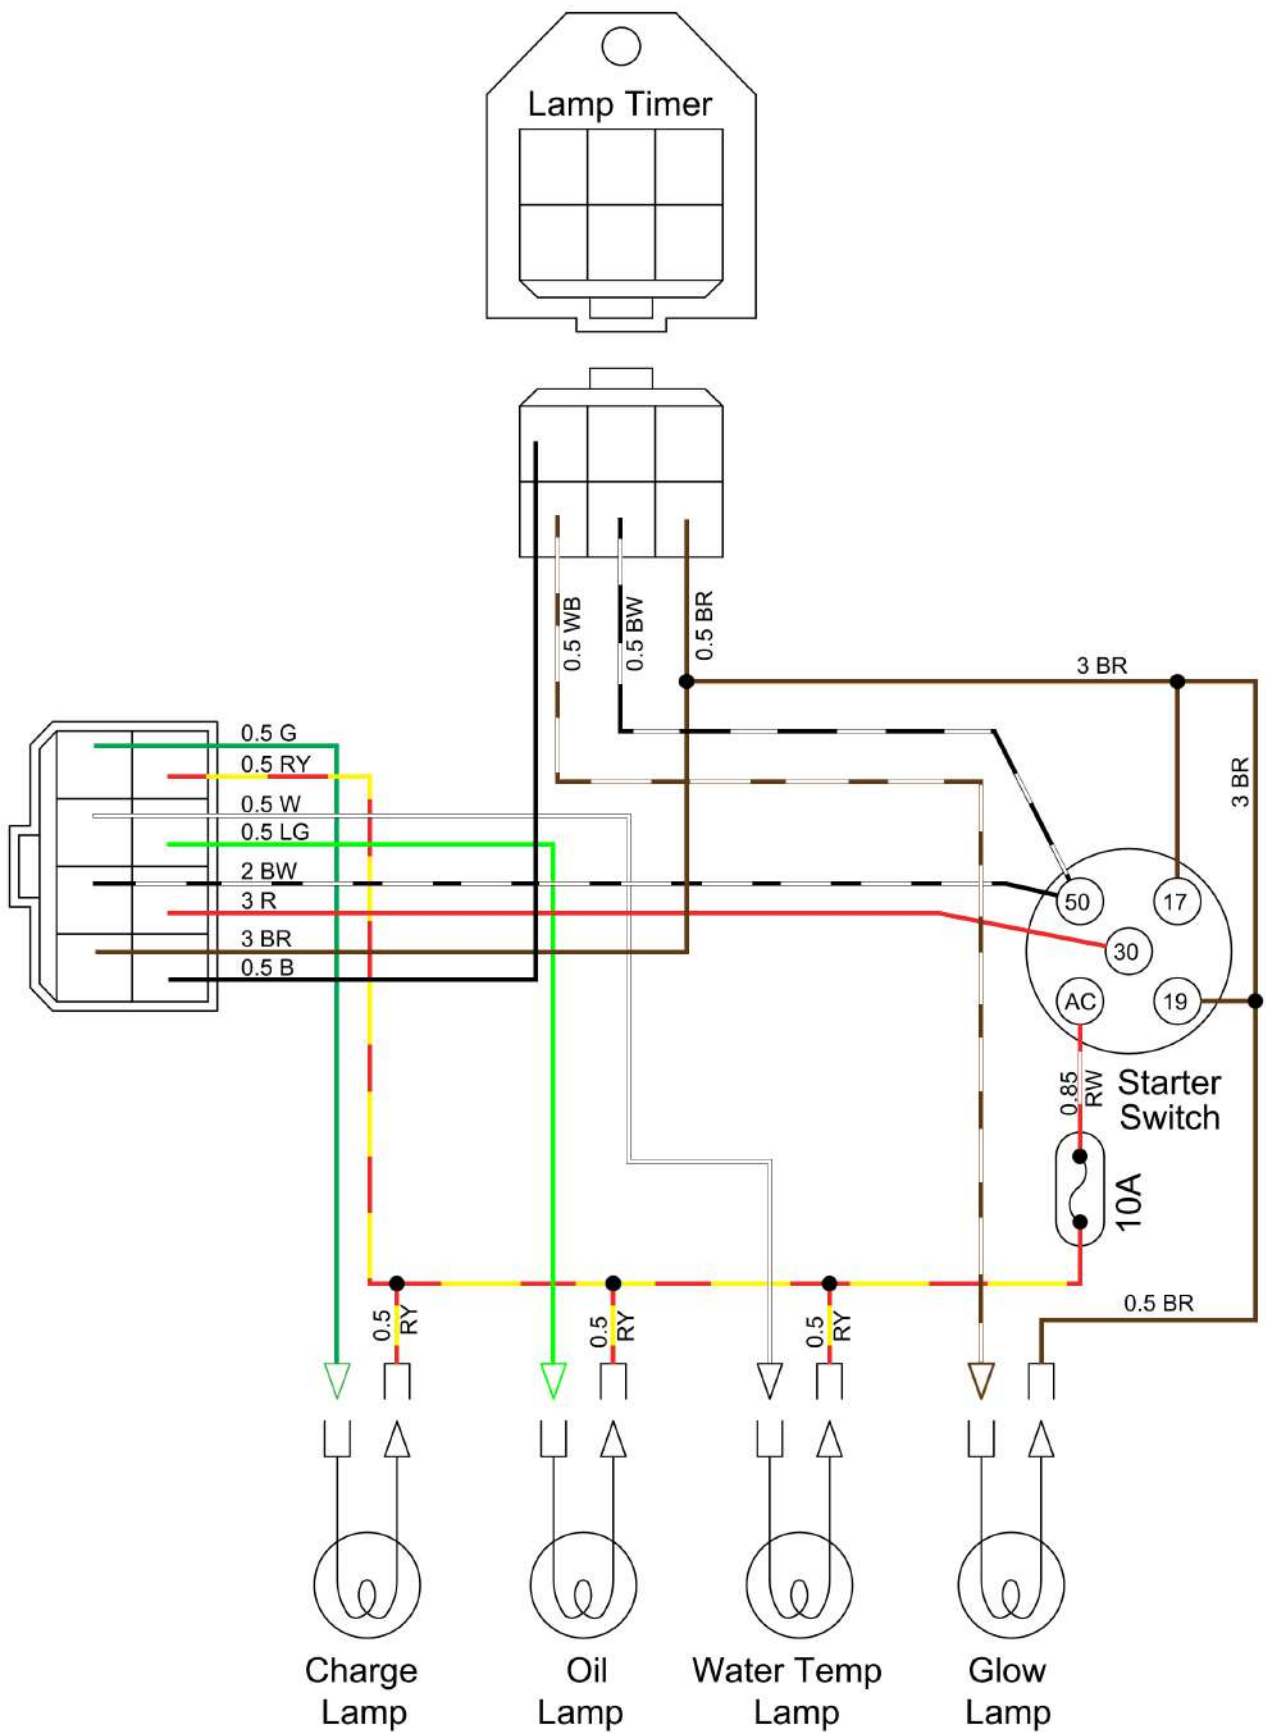 Lamp Timer
0.5 WB
0.5 BW
0.5 BR
3 BR
3 BR
0.5 G
0.5 RY
0.5 W
0.5 LG
2 BW
3 R
3 BR
0.5 B
50
17
30
AC
19
0.85
RW
Starter
Switch
10A
0.5 BR
0.5
RY
0.5
RY
0.5
RY
Charge
Lamp
Oil
Lamp
Water Temp
Lamp
Glow
Lamp